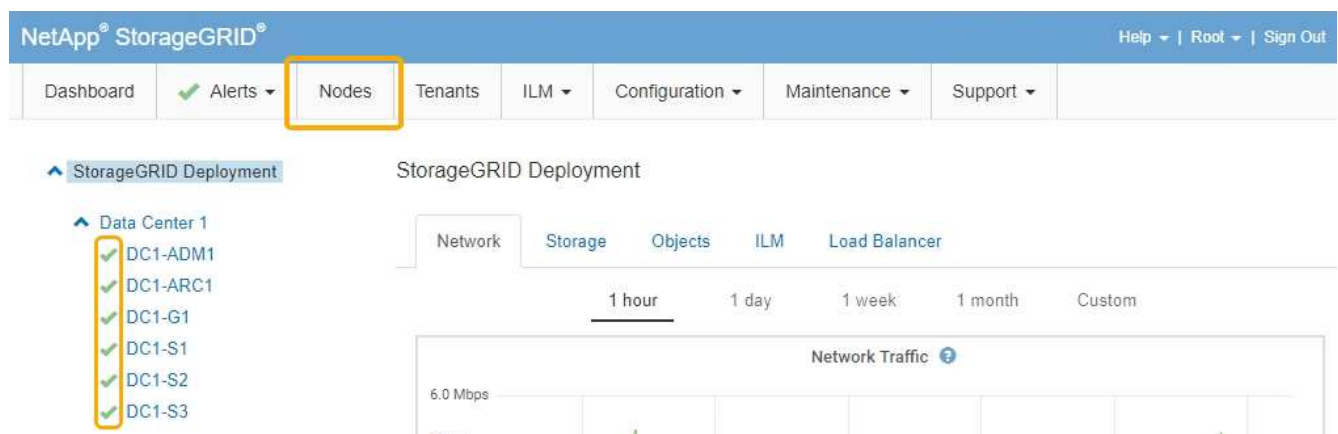 NetApp® StorageGRID®
Help | Root | Sign Out
Dashboard Alerts Nodes Tenants ILM Configuration Maintenance Support
StorageGRID Deployment
Data Center 1
DC1-ADM1
DC1-ARC1
DC1-G1
DC1-S1
DC1-S2
DC1-S3
StorageGRID Deployment
Network Storage Objects ILM Load Balancer
1 hour 1 day 1 week 1 month Custom
Network Traffic ?
6.0 Mbps